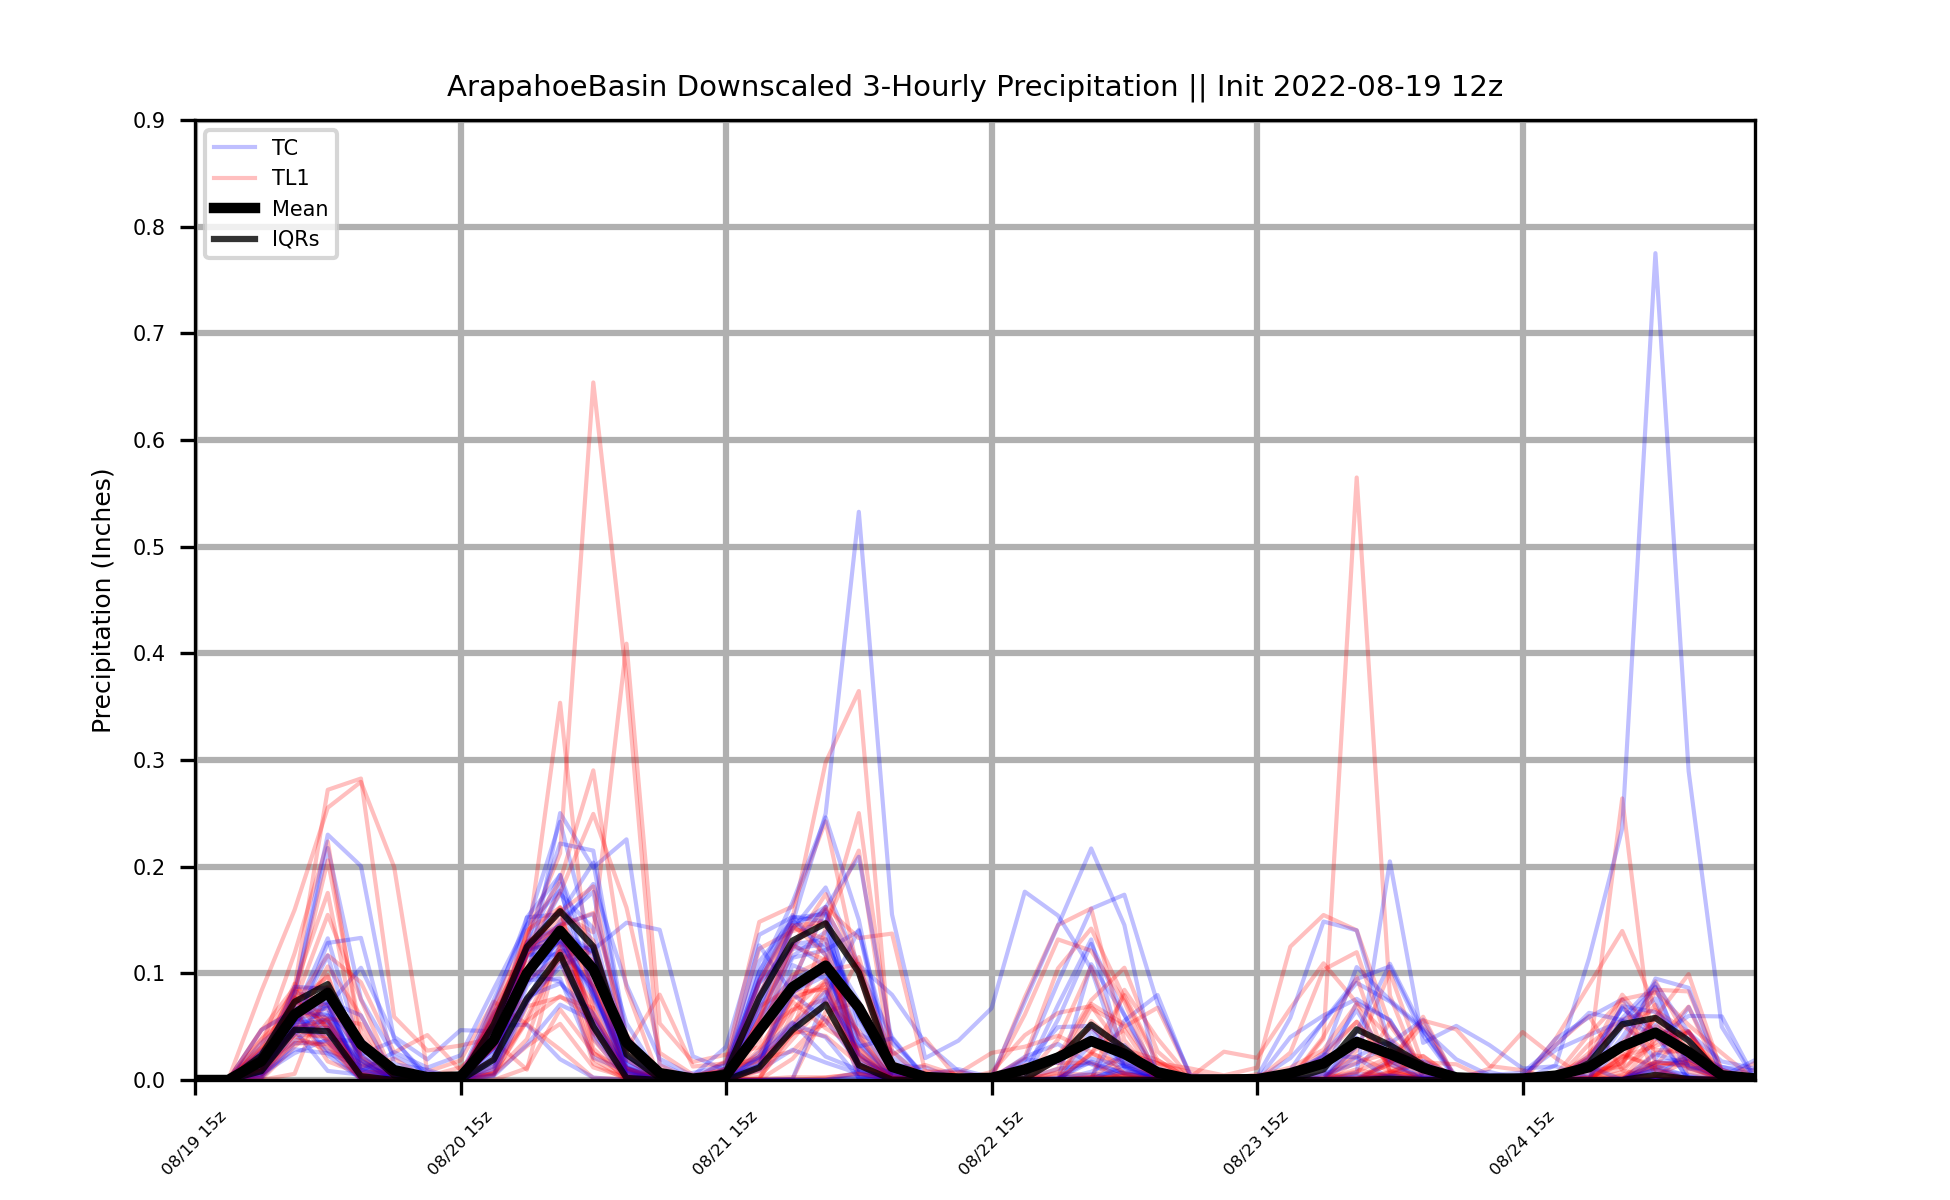 ArapahoeBasin Downscaled 3-Hourly Precipitation || Init 2022-08-19 12z
0.9
0.8
0.7
0.6
0.5
0.4
0.3
0.2
0.1
0.0
Precipitation (Inches)
TC
TL1
Mean
IQRs
08/19 15z
08/20 15z
08/21 15z
08/22 15z
08/23 15z
08/24 15z